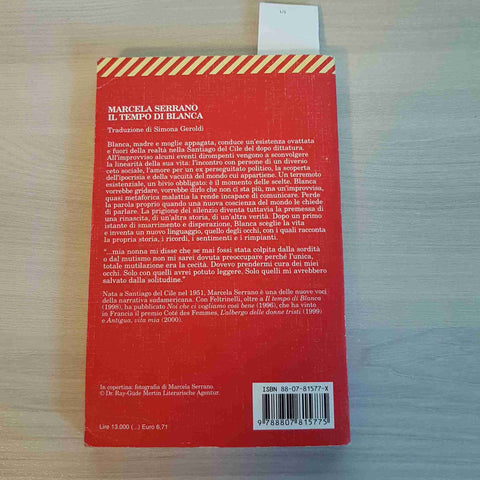 MARCELA SERRANO
IL TEMPO DI BLANCA
Traduzione di Simona Geroldi
Blanca, madre e moglie appagata, conduce un'esistenza ovattata
e fuori della realtà nella Santiago del Cile del dopo dittatura.
All'improvviso alcuni eventi dirompenti vengono a sconvolgere
la linearità della sua vita: l'incontro con persone di un diverso
ceto sociale, l'amore per un ex perseguitato politico, la scoperta
dell'ipocrisia e della vacuità del mondo cui appartiene. Un terremoto
esistenziale, un bivio obbligato: è il momento delle scelte. Blanca
vorrebbe gridare, vorrebbe dirlo che non ci sta più, ma un'improvvisa,
quasi metaforica malattia la rende incapace di comunicare. Perde
la parola proprio quando una nuova coscienza del mondo le chiede
di parlare. La prigione del silenzio diventa tuttavia la premessa di
una rinascita, di un'altra storia, di un'altra verità. Dopo un primo
istante di smarrimento e disperazione, Blanca sceglie la vita
e inventa un nuovo linguaggio, quello degli occhi, con i quali racconta
la propria storia, i ricordi, i sentimenti e i rimpianti.
"...mia nonna mi disse che se mai fossi stata colpita dalla sordità
o dal mutismo non mi sarei dovuta preoccupare perché l'unica,
totale mutilazione era la cecità. Dovevo prendermi cura dei miei
occhi. Solo con quelli avrei potuto leggere. Solo quelli mi avrebbero
salvato dalla solitudine."
Nata a Santiago del Cile nel 1951, Marcela Serrano è una delle nuove voci
della narrativa sudamericana. Con Feltrinelli, oltre a Il tempo di Blanca
(1998), ha pubblicato Noi che ci vogliamo così bene (1996), che ha vinto
in Francia il premio Coté des Femmes, L'albergo delle donne tristi (1999)
e Antigua, vita mia (2000).
In copertina: fotografia di Marcela Serrano.
© Dr. Ray-Güde Mertin Literarische Agentur.
Lire 13.000 (...) Euro 6,71
ISBN 88-07-81577-X
9 788807 815775